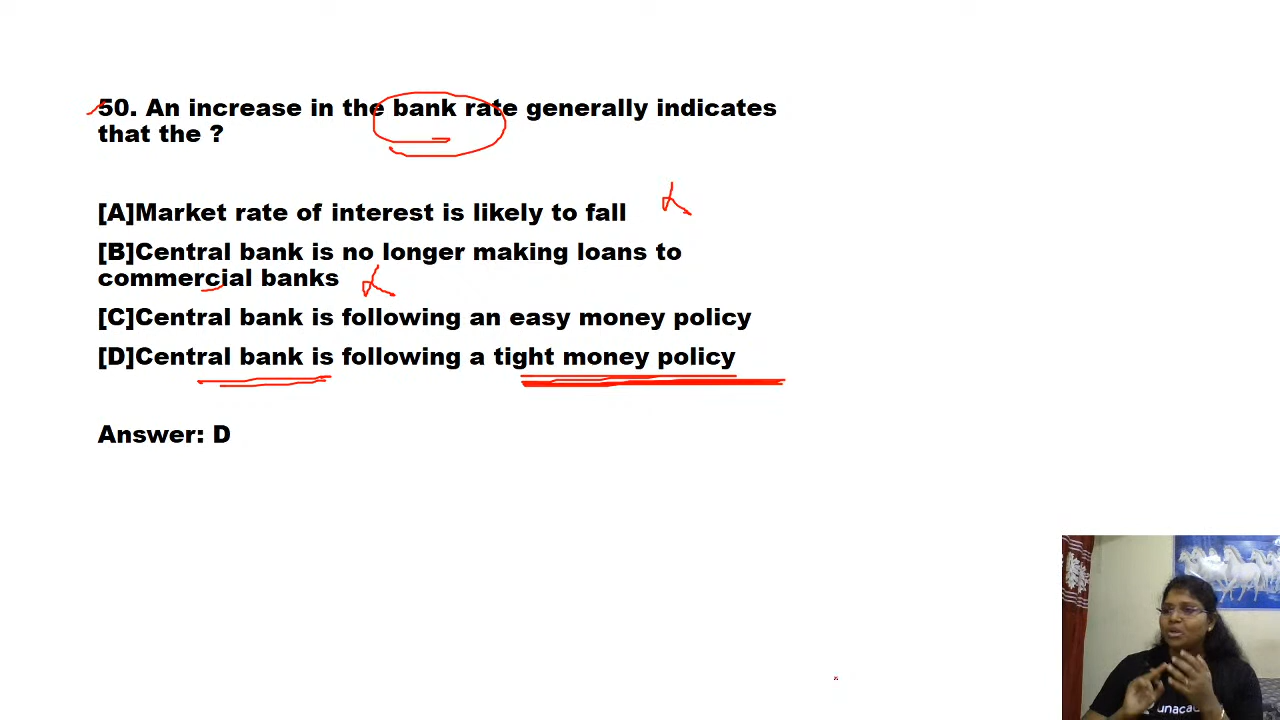 50. An increase in the bank rate generally indicates
that the ?
[A]Market rate of interest is likely to fall
[B]Central bank is no longer making loans to
commercial banks
[C]Central bank is following an easy money policy
[D]Central bank is following a tight money policy
Answer: D